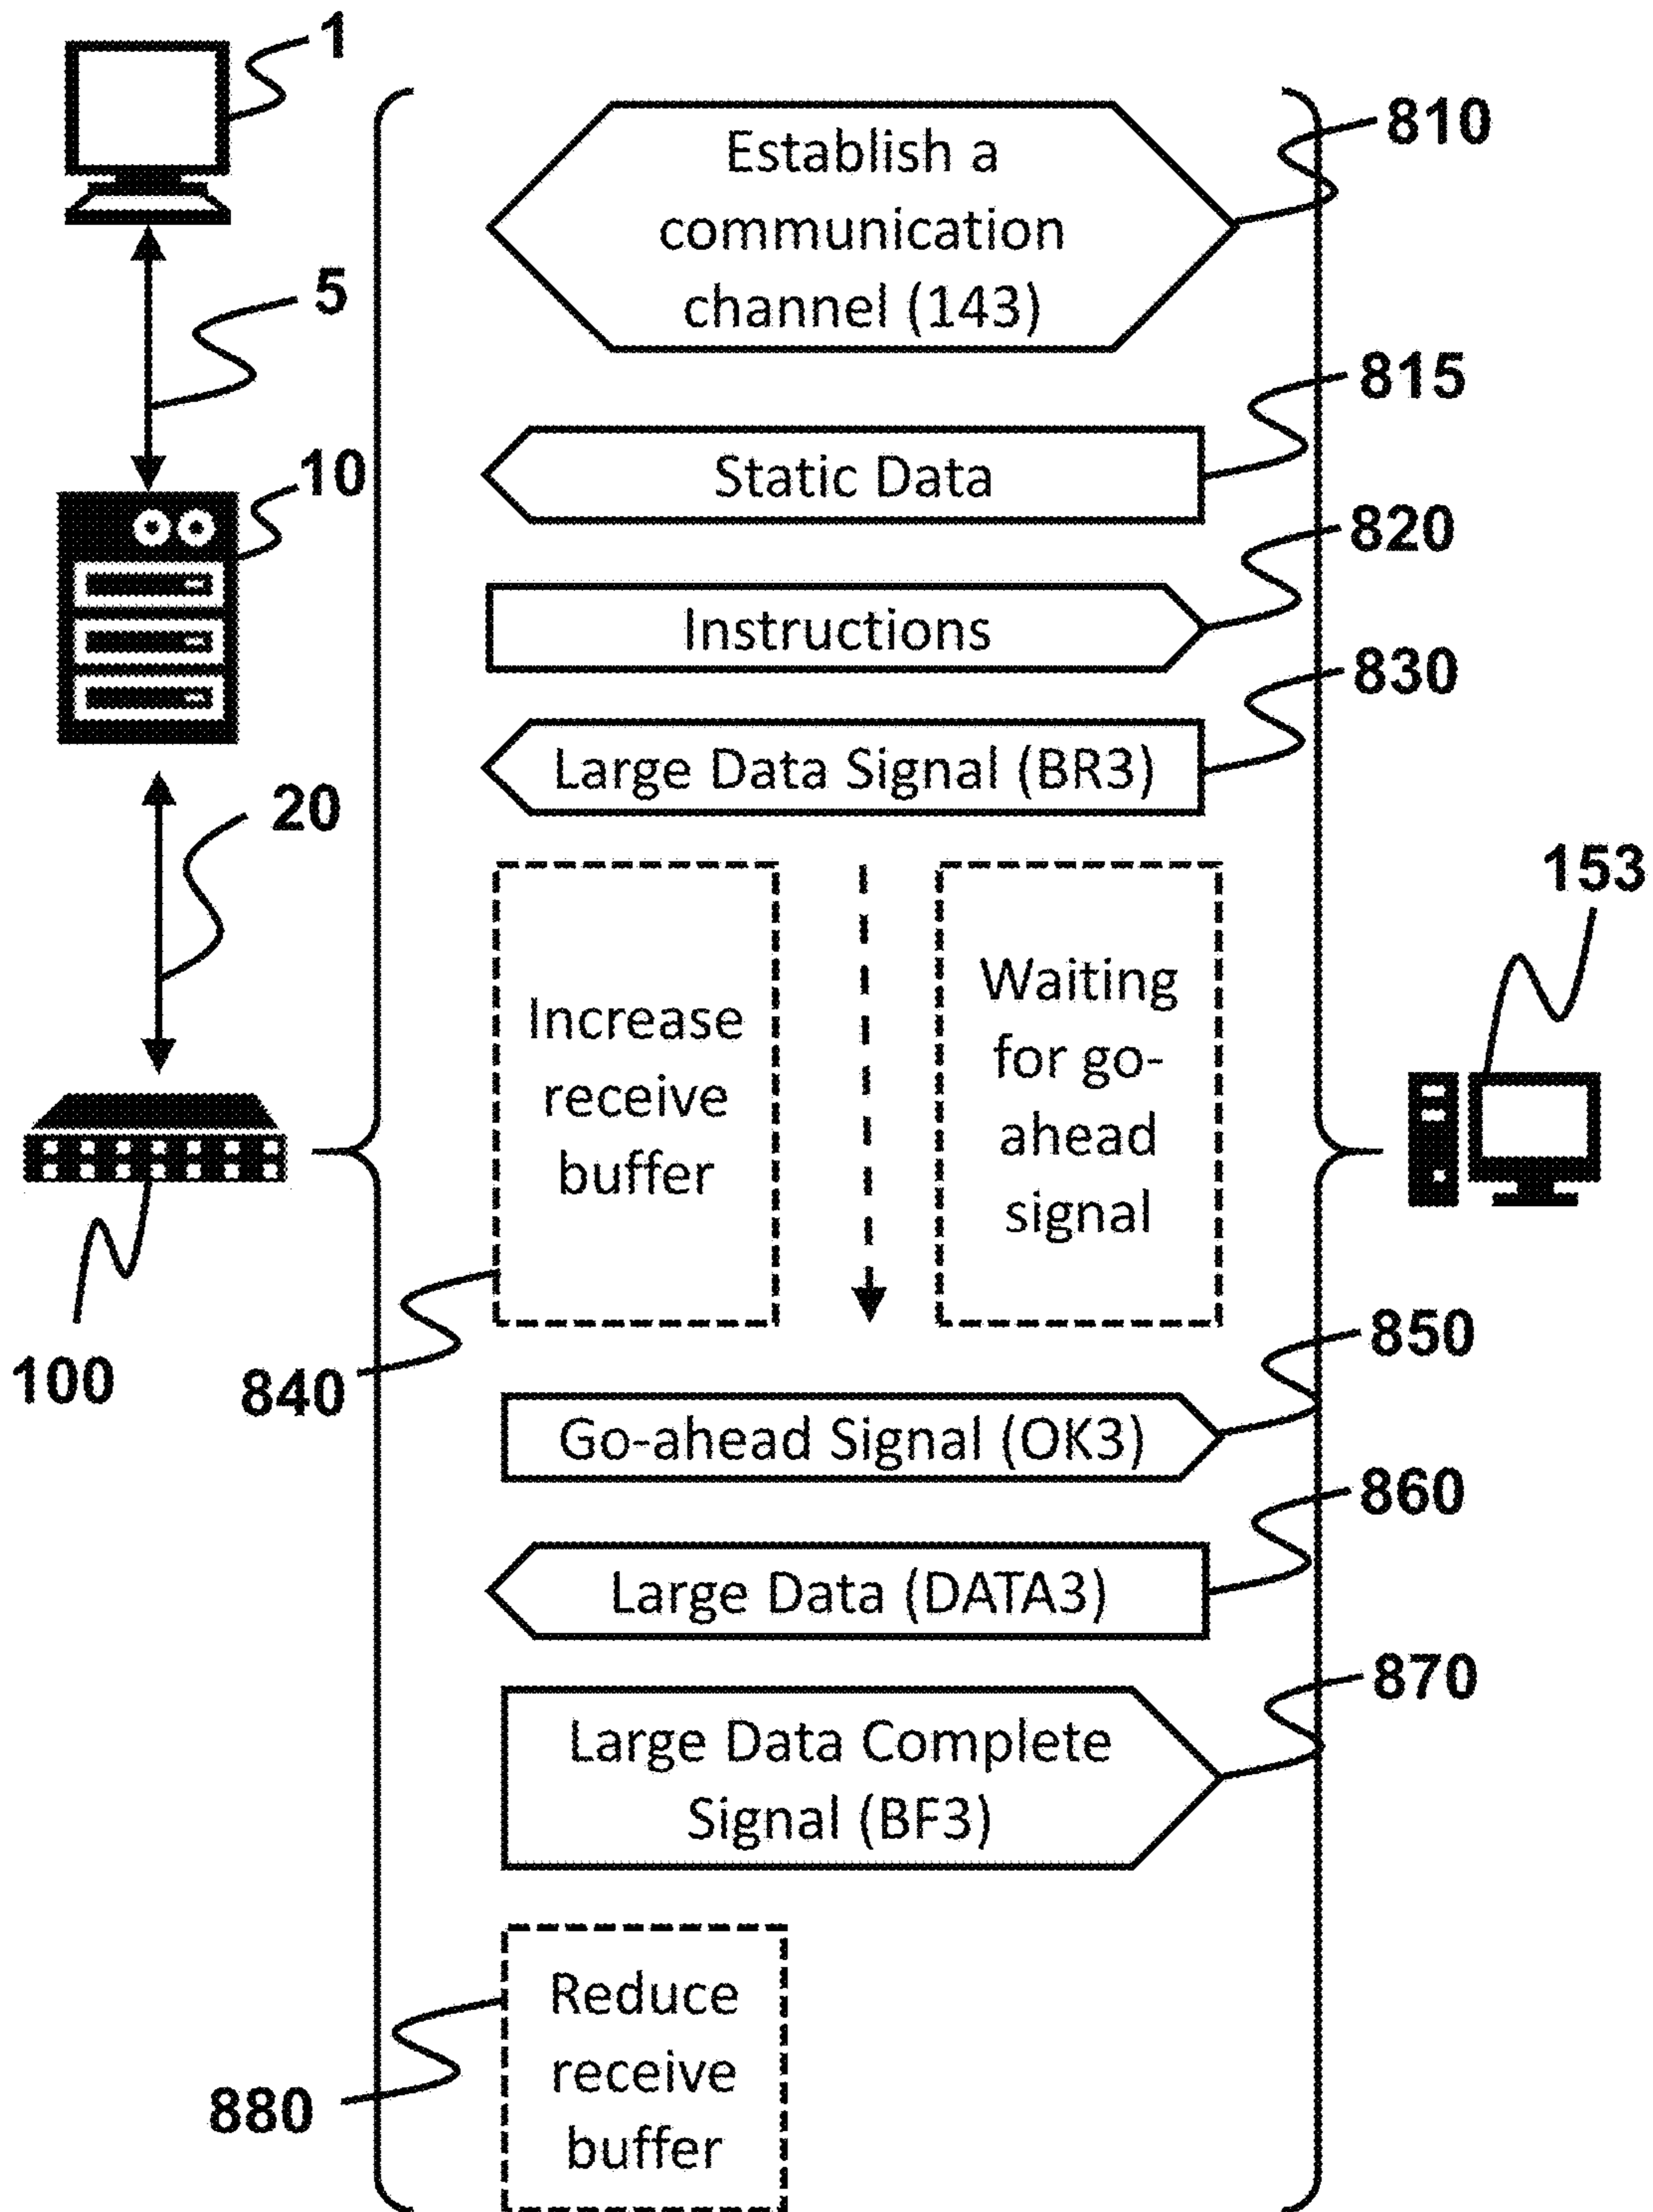 1
810
Establish a
communication
channel (143)
5
815
Static Data
10
820
Instructions
830
Large Data Signal (BR3)
20
153
Increase
receive
buffer
Waiting
for go-
ahead
signal
100
840
850
Go-ahead Signal (OK3)
860
Large Data (DATA3)
870
Large Data Complete
Signal (BF3)
880
Reduce
receive
buffer